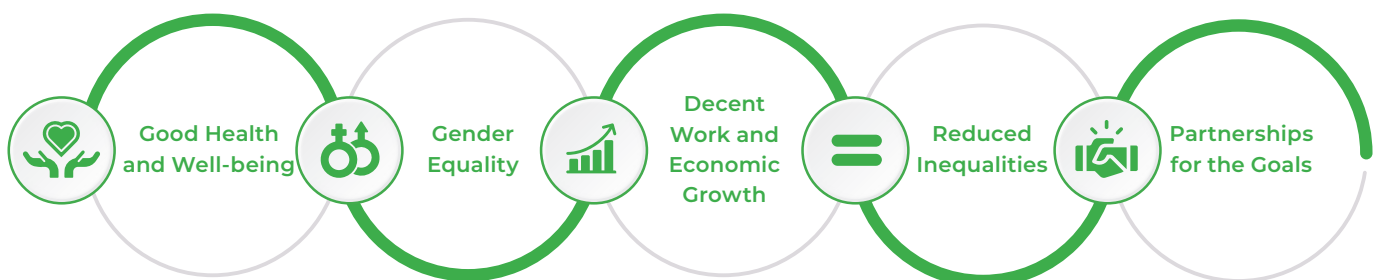 Good Health
and Well-being
Gender
Equality
Decent
Work and
Economic
Growth
Reduced
Inequalities
Partnerships
for the Goals